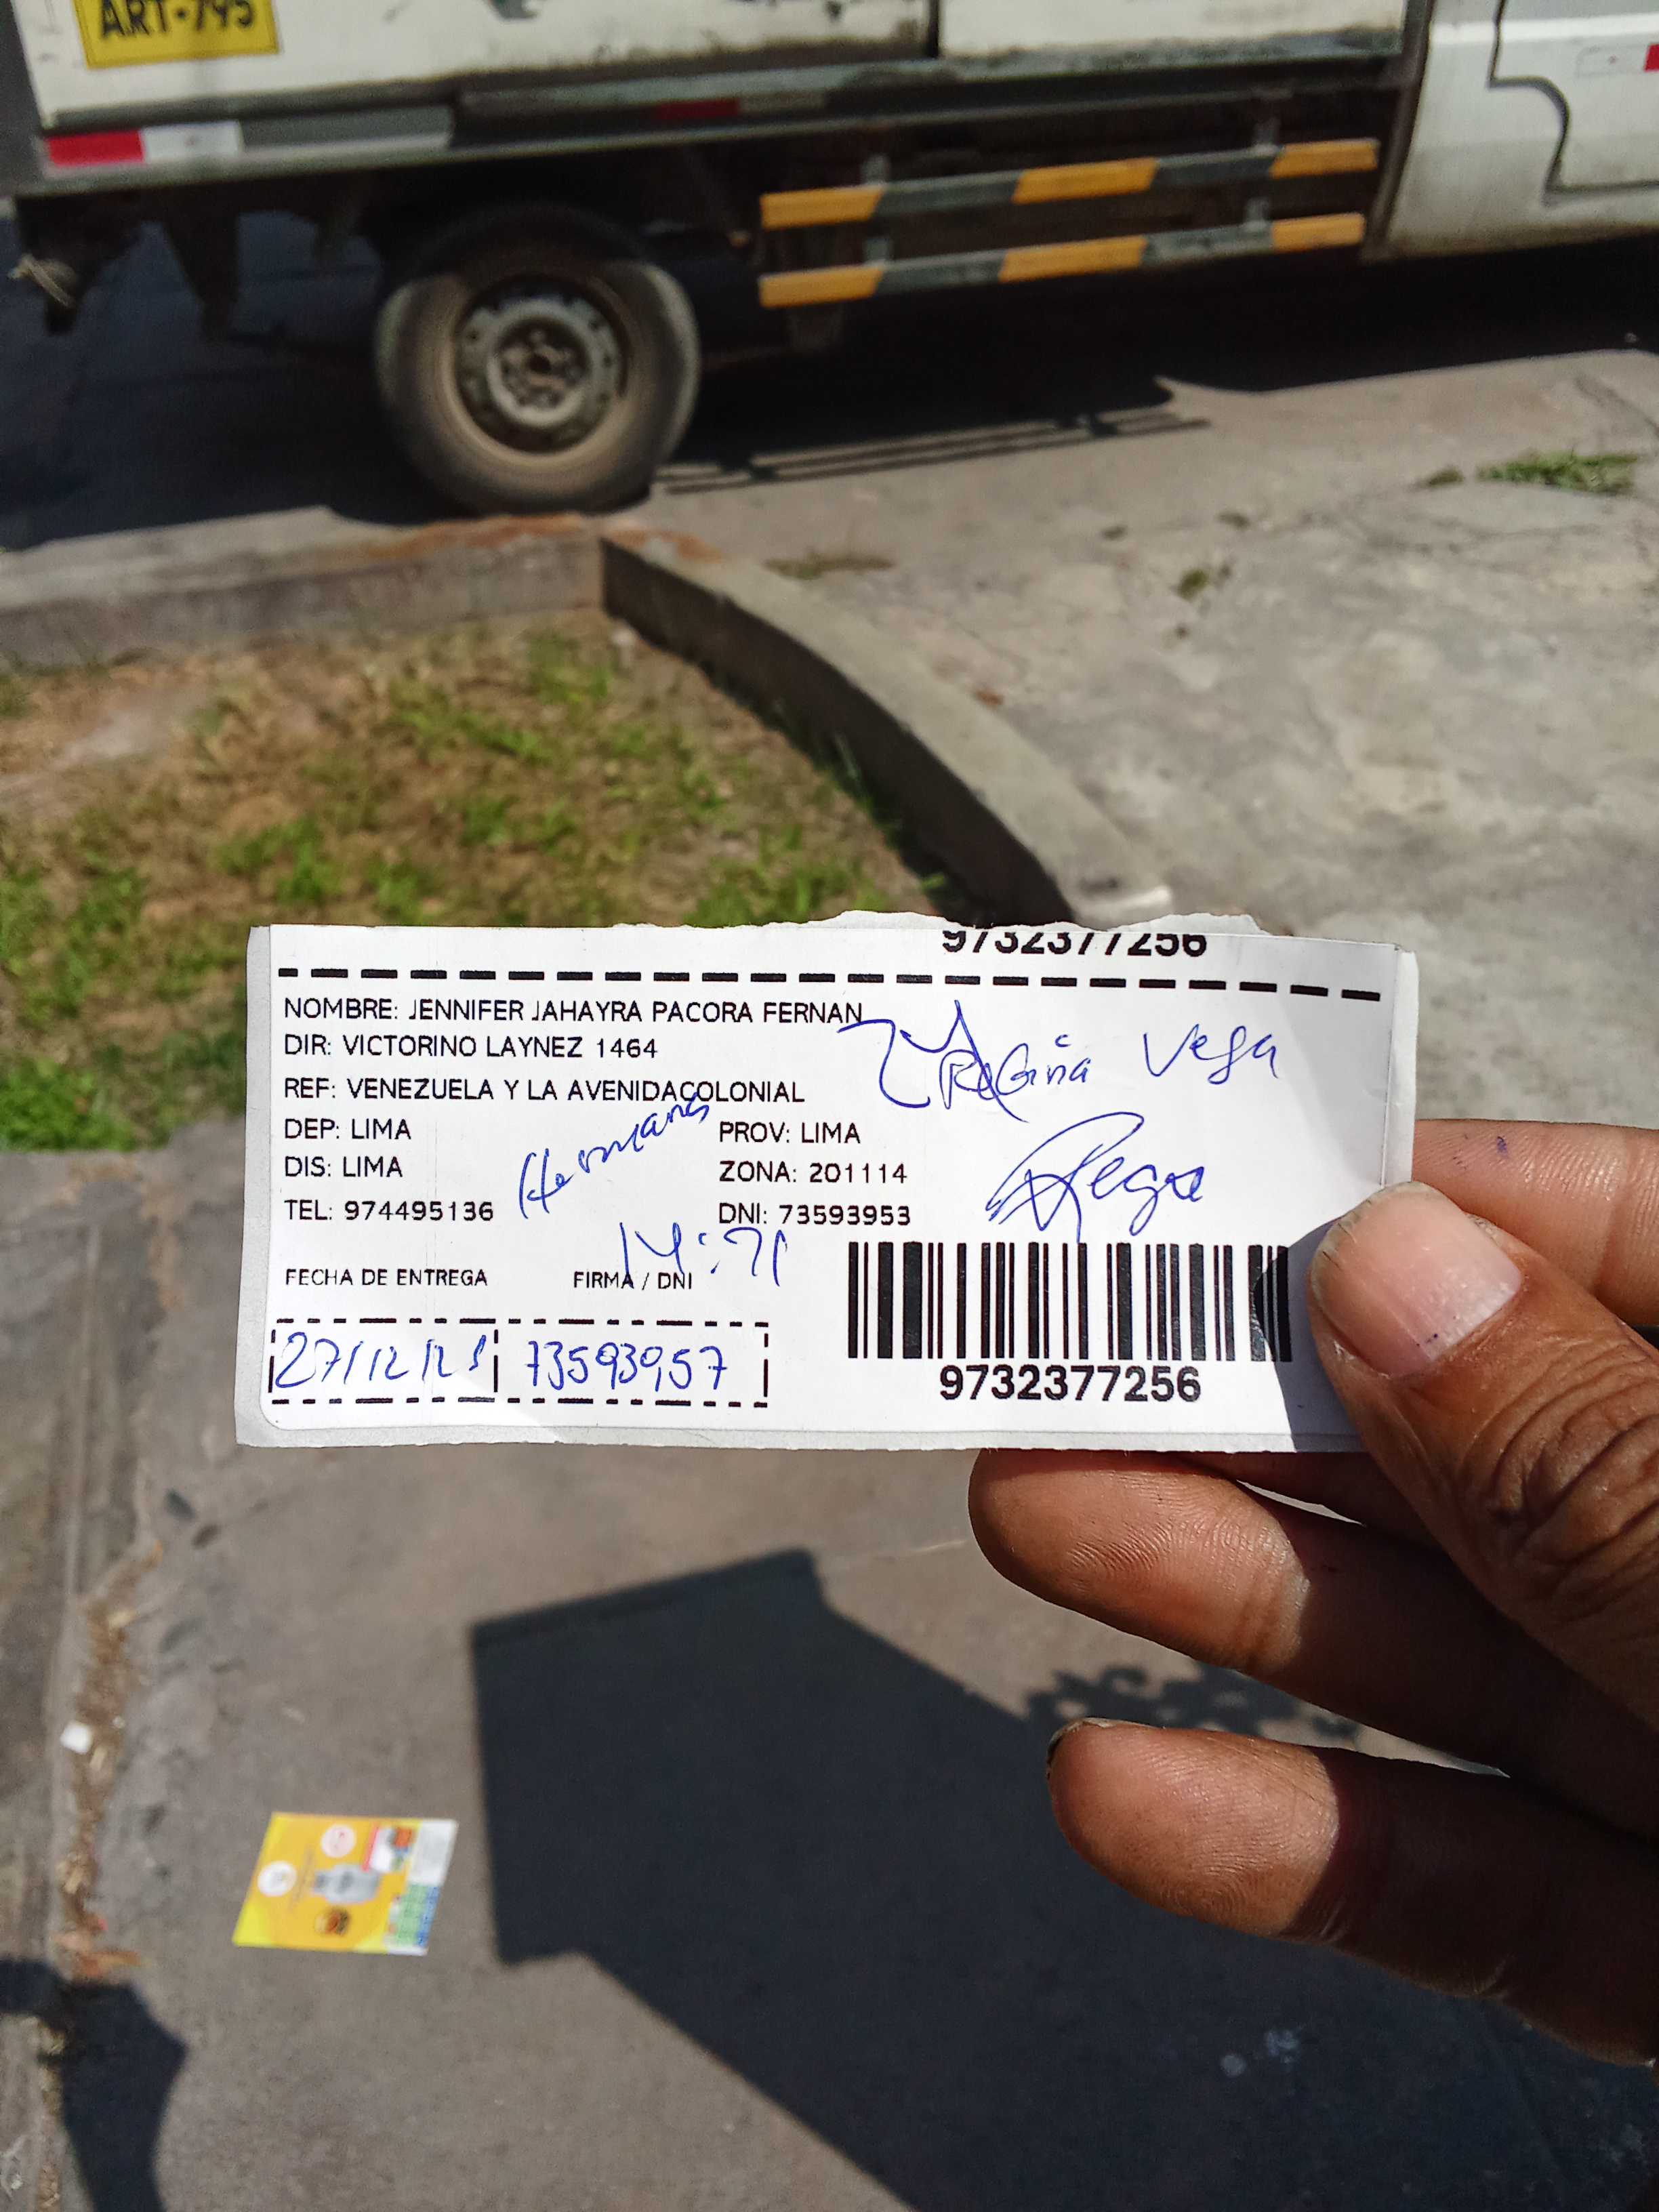 ART-795
9732377256
NOMBRE: JENNIFER JAHAYRA PACORA FERNAN
DIR: VICTORINO LAYNEZ 1464
Regina Vega
REF: VENEZUELA Y LA AVENIDACOLONIAL
Hermana
DEP: LIMA
PROV: LIMA
DIS: LIMA
ZONA: 201114
Vega
TEL: 974495136
DNI: 73593953
14:21
FECHA DE ENTREGA
FIRMA / DNI
27/12/21
73593957
9732377256